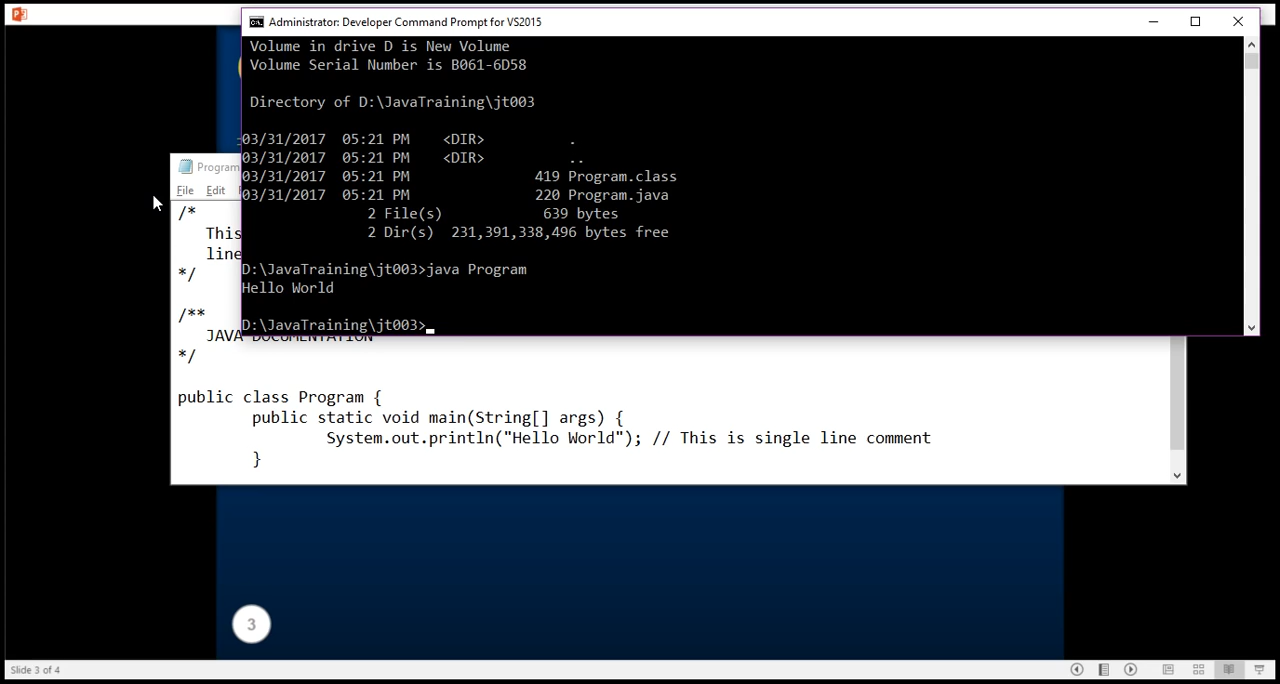 Administrator: Developer Command Prompt for VS2015
Volume in drive D is New Volume
Volume Serial Number is B061-6D58
Directory of D:\JavaTraining\jt003
03/31/2017 05:21 PM <DIR> .
03/31/2017 05:21 PM <DIR> ..
03/31/2017 05:21 PM 419 Program.class
03/31/2017 05:21 PM 220 Program.java
2 File(s) 639 bytes
2 Dir(s) 231,391,338,496 bytes free
D:\JavaTraining\jt003>java Program
Hello World
D:\JavaTraining\jt003>
Program
File Edit
/*
This
line
*/
/**
JAVA DOCUMENTATION
*/
public class Program {
public static void main(String[] args) {
System.out.println("Hello World"); // This is single line comment
}
3
Slide 3 of 4